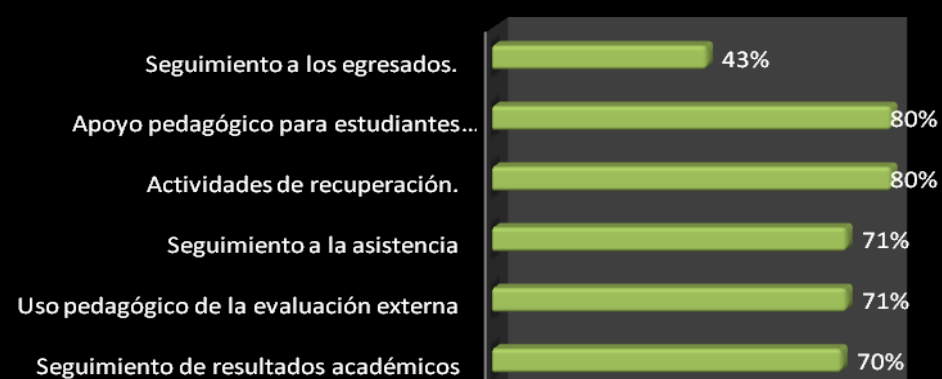 Seguimiento a los egresados. 43%
Apoyo pedagógico para estudiantes... 80%
Actividades de recuperación. 80%
Seguimiento a la asistencia 71%
Uso pedagógico de la evaluación externa 71%
Seguimiento de resultados académicos 70%